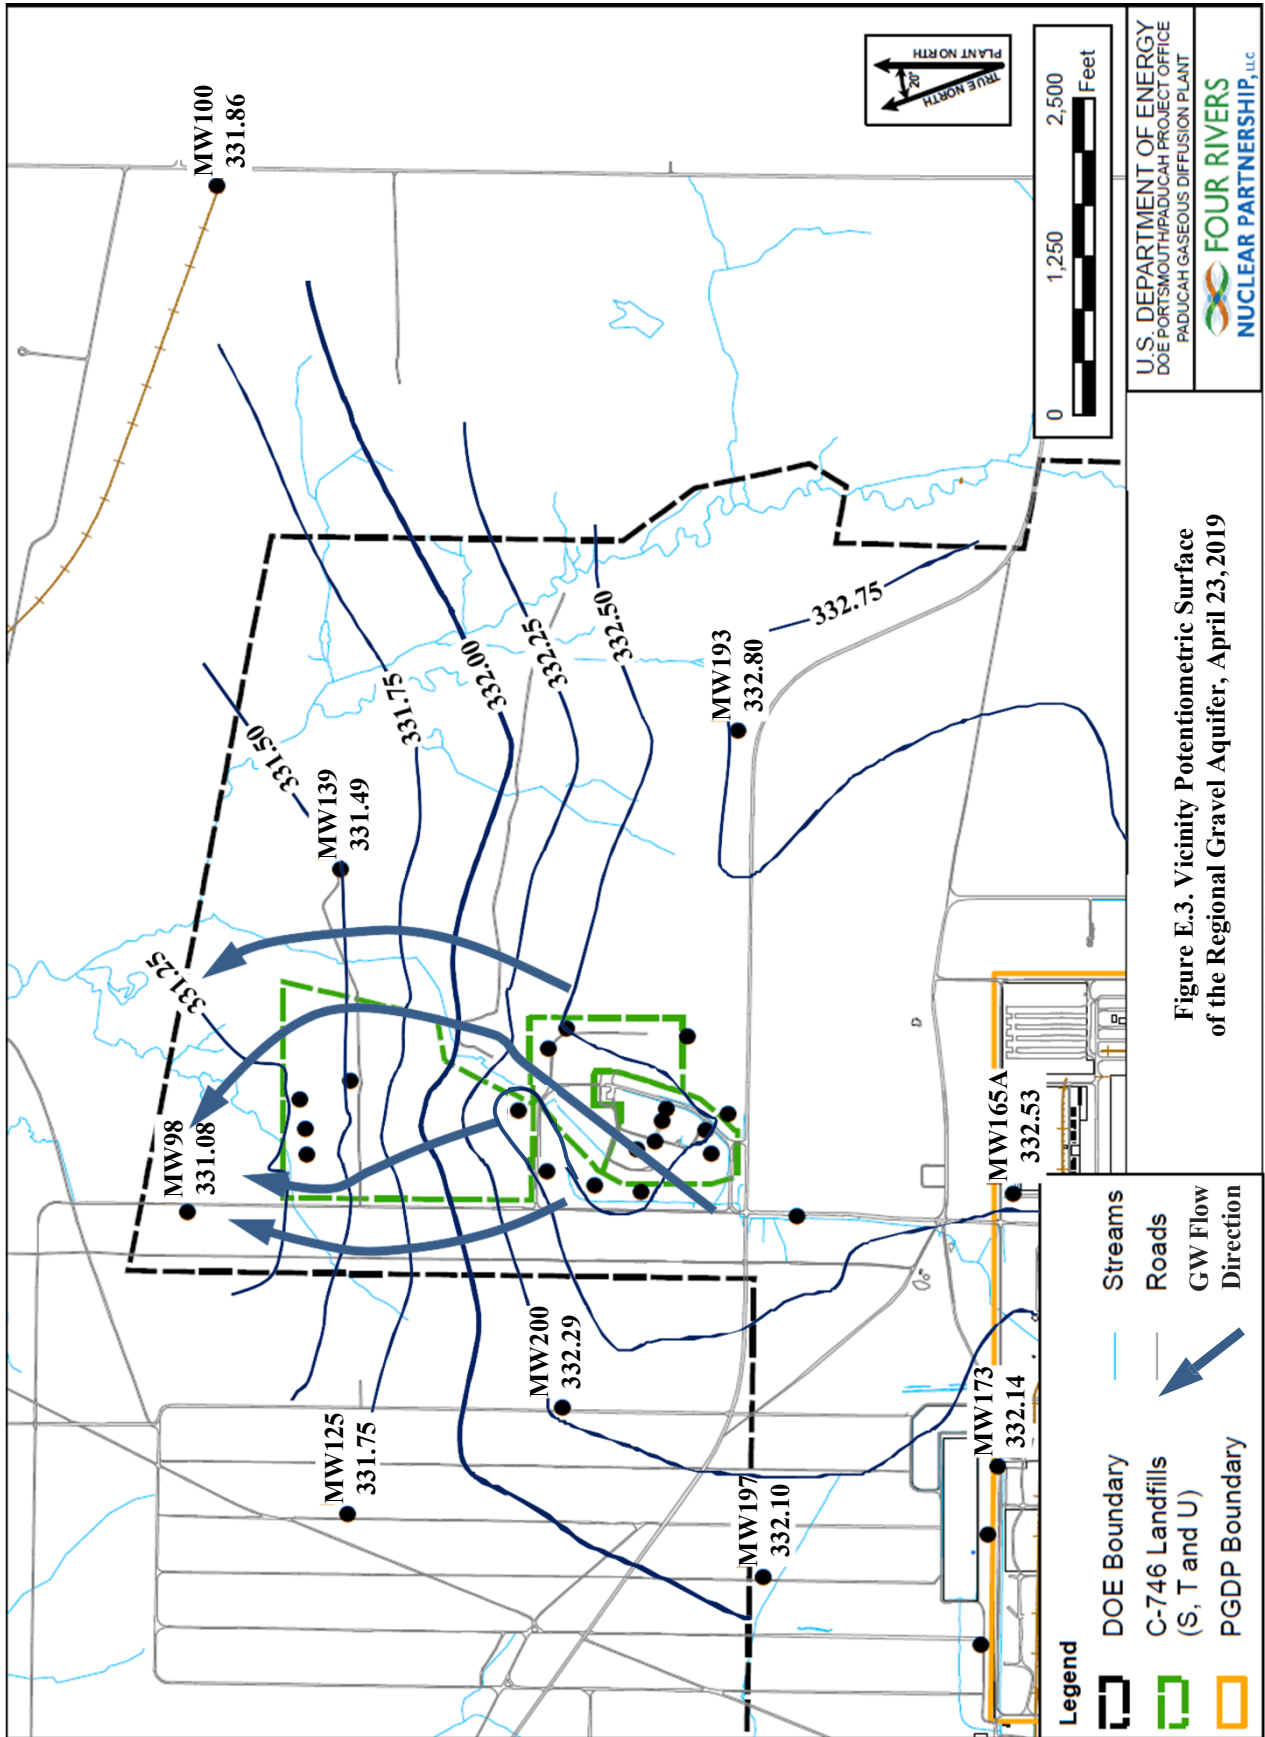 MW100
331.86
PLANT NORTH
TRUE NORTH
20°
331.50
MW139
331.49
331.75
332.00
332.25
332.50
MW193
332.80
332.75
331.25
MW98
331.08
MW125
331.75
MW200
332.29
MW197
332.10
MW165A
332.53
MW173
332.14
0
1,250
2,500
Feet
Legend
DOE Boundary
C-746 Landfills
(S, T and U)
PGDP Boundary
Streams
Roads
GW Flow
Direction
Figure E.3. Vicinity Potentiometric Surface
of the Regional Gravel Aquifer, April 23, 2019
U.S. DEPARTMENT OF ENERGY
DOE PORTSMOUTH/PADUCAH PROJECT OFFICE
PADUCAH GASEOUS DIFFUSION PLANT
FOUR RIVERS
NUCLEAR PARTNERSHIP, LLC